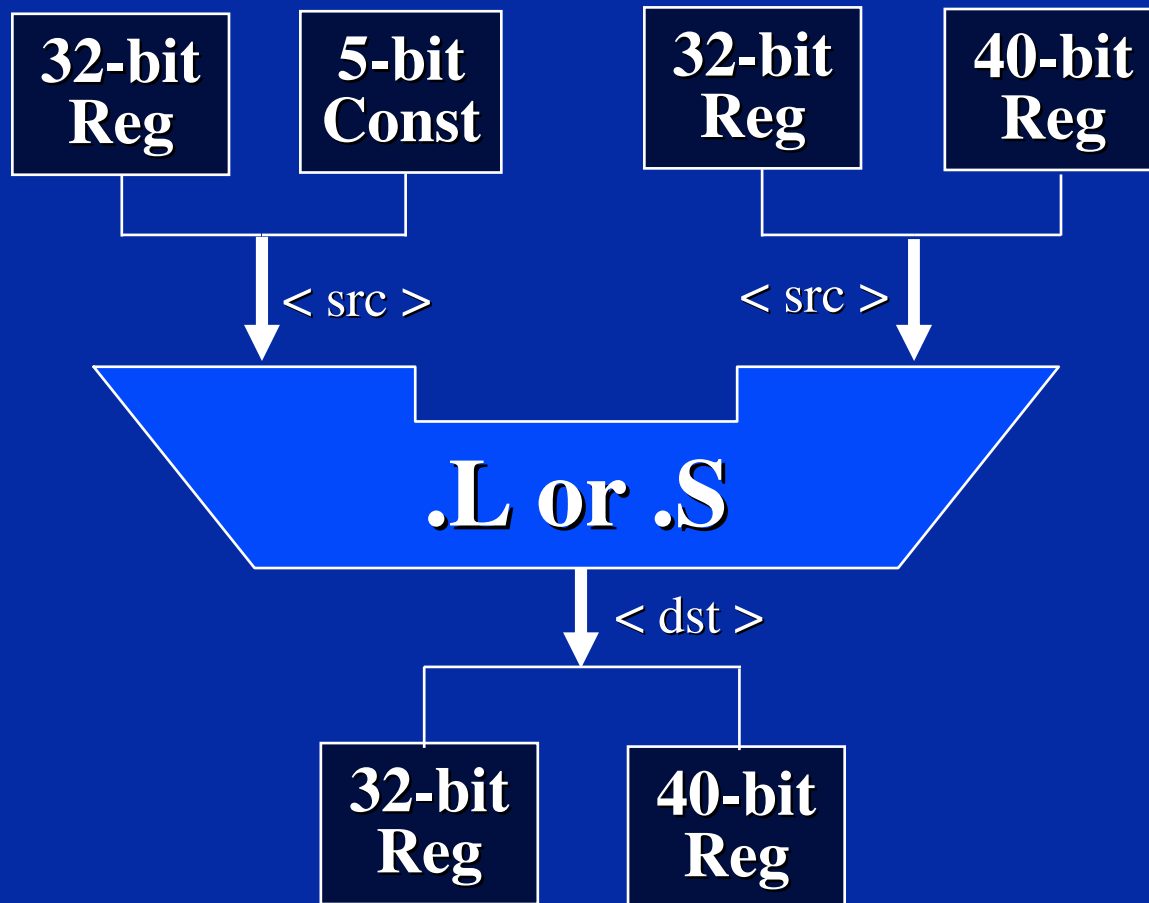 32-bit
Reg
5-bit
Const
32-bit
Reg
40-bit
Reg
< src >
< src >
.L or .S
< dst >
32-bit
Reg
40-bit
Reg